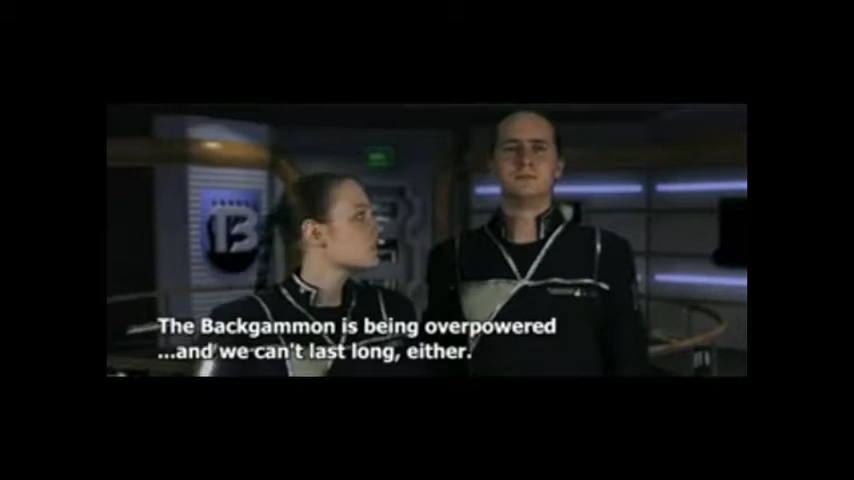 13
The Backgammon is being overpowered
...and we can't last long, either.